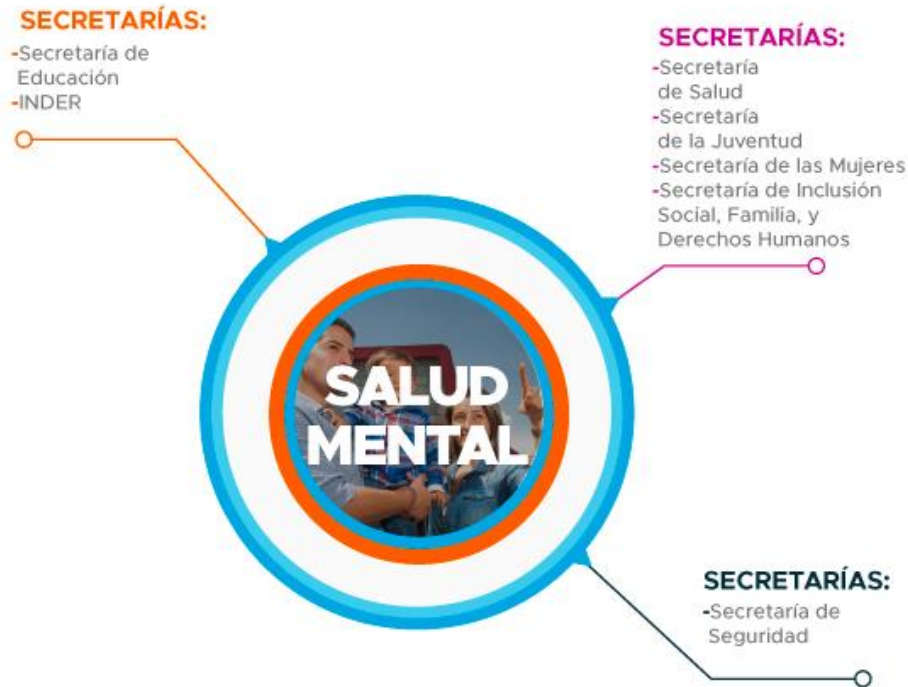 SECRETARÍAS:
-Secretaría de
Educación
-INDER
SECRETARÍAS:
-Secretaría
de Salud
-Secretaría
de la Juventud
-Secretaría de las Mujeres
-Secretaría de Inclusión
Social, Familia, y
Derechos Humanos
SALUD
MENTAL
SECRETARÍAS:
-Secretaría de
Seguridad